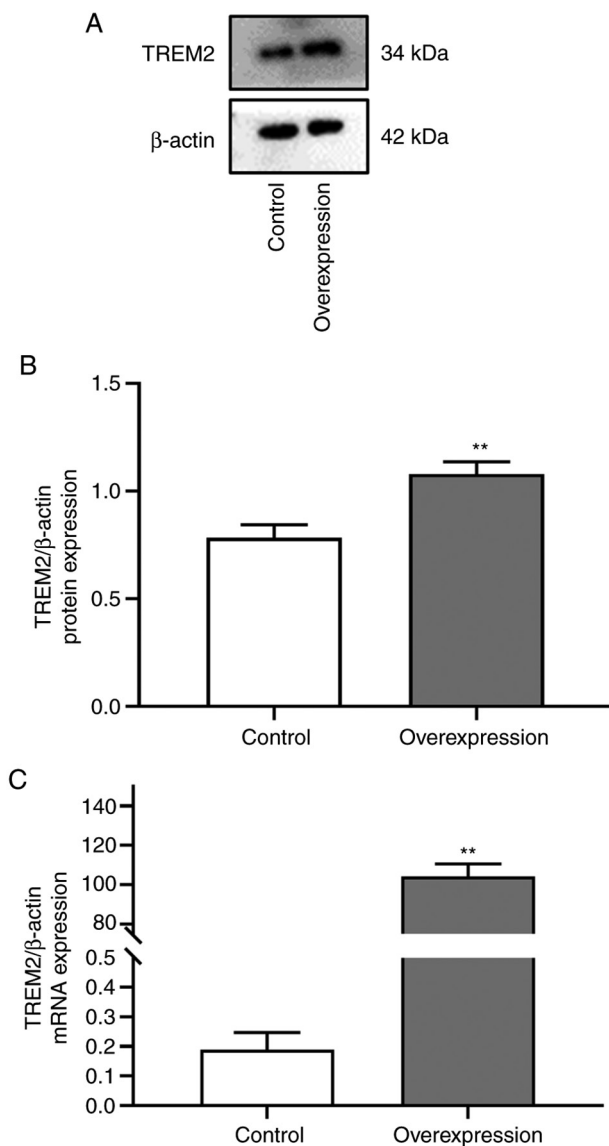 A
TREM2
34 kDa
β-actin
42 kDa
Control
Overexpression
B
TREM2/β-actin
protein expression
1.5
1.0
0.5
0.0
**
Control
Overexpression
C
TREM2/β-actin
mRNA expression
140
120
100
80
0.5
0.4
0.3
0.2
0.1
0.0
**
Control
Overexpression